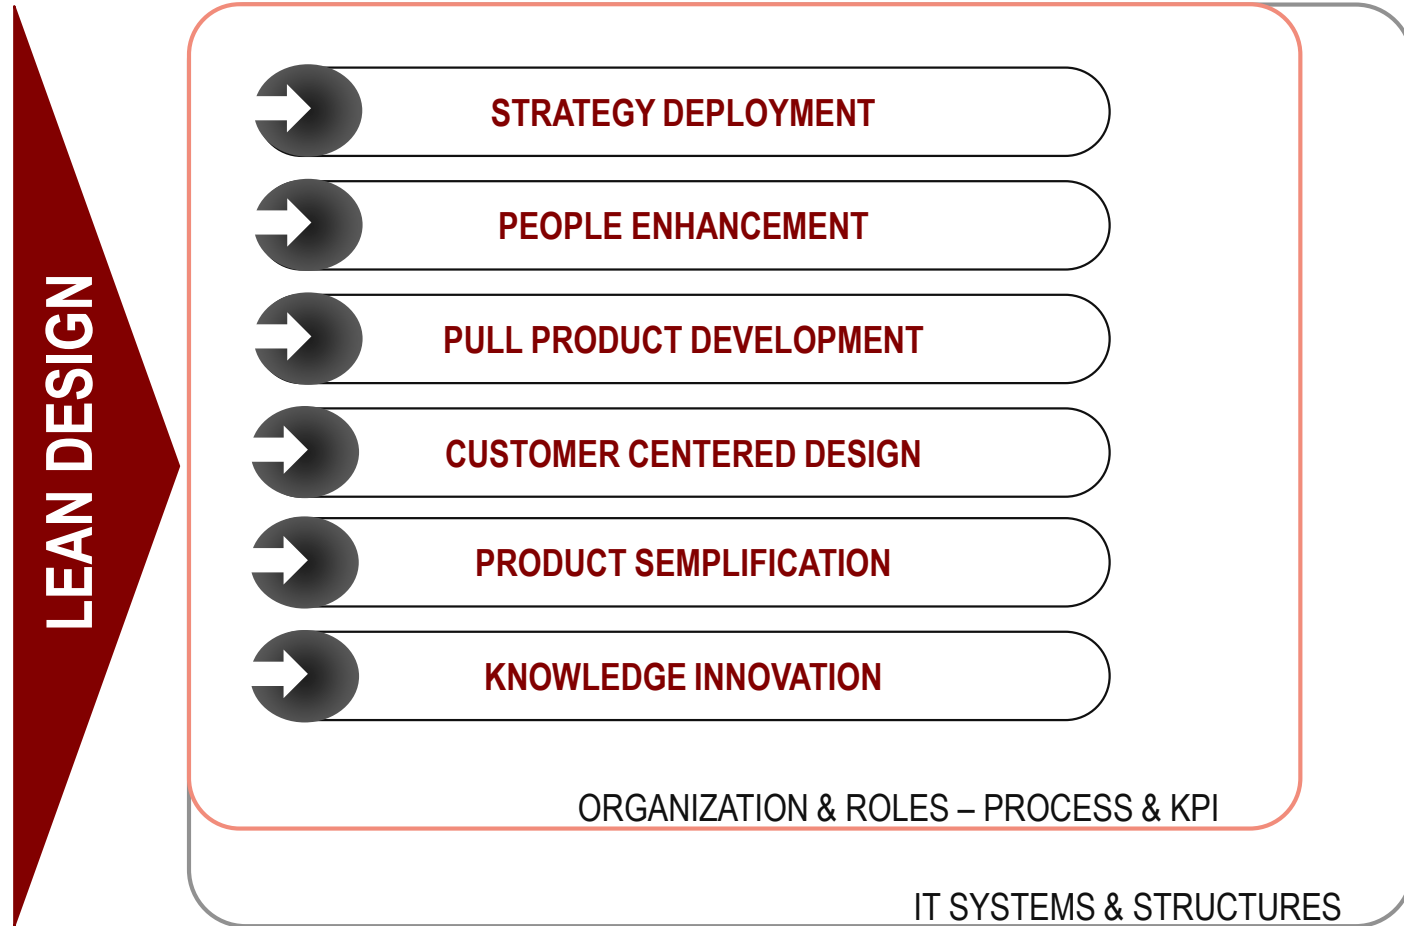 LEAN DESIGN
STRATEGY DEPLOYMENT
PEOPLE ENHANCEMENT
PULL PRODUCT DEVELOPMENT
CUSTOMER CENTERED DESIGN
PRODUCT SEMPLIFICATION
KNOWLEDGE INNOVATION
ORGANIZATION & ROLES – PROCESS & KPI
IT SYSTEMS & STRUCTURES